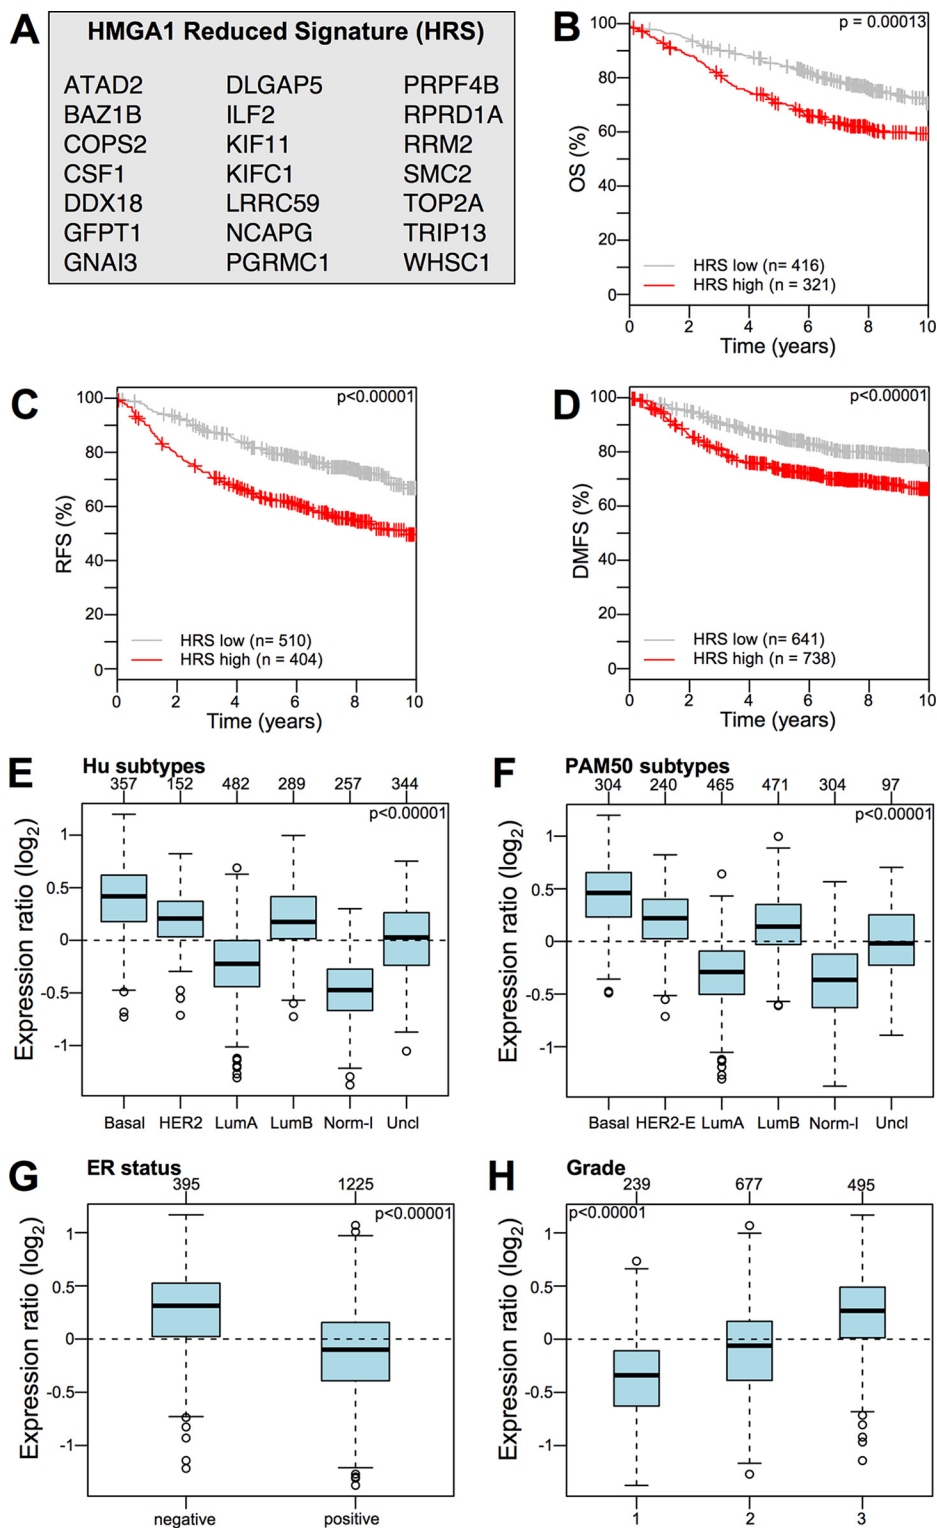 A
HMGA1 Reduced Signature (HRS)
ATAD2 DLGAP5 PRPF4B
BAZ1B ILF2 RPRD1A
COPS2 KIF11 RRM2
CSF1 KIFC1 SMC2
DDX18 LRRC59 TOP2A
GFPT1 NCAPG TRIP13
GNAI3 PGRMC1 WHSC1
B
p = 0.00013
OS (%)
100
80
60
40
20
0
HRS low (n= 416)
HRS high (n = 321)
0 2 4 6 8 10
Time (years)
C
p<0.00001
RFS (%)
100
80
60
40
20
0
HRS low (n= 510)
HRS high (n = 404)
0 2 4 6 8 10
Time (years)
D
p<0.00001
DMFS (%)
100
80
60
40
20
0
HRS low (n= 641)
HRS high (n = 738)
0 2 4 6 8 10
Time (years)
E
Hu subtypes
357 152 482 289 257 344
p<0.00001
Expression ratio (log2)
1
0.5
0
-0.5
-1
Basal HER2 LumA LumB Norm-l Uncl
F
PAM50 subtypes
304 240 465 471 304 97
p<0.00001
Expression ratio (log2)
1
0.5
0
-0.5
-1
Basal HER2-E LumA LumB Norm-l Uncl
G
ER status
395 1225
p<0.00001
Expression ratio (log2)
1
0.5
0
-0.5
-1
negative positive
H
Grade
239 677 495
p<0.00001
Expression ratio (log2)
1
0.5
0
-0.5
-1
1 2 3